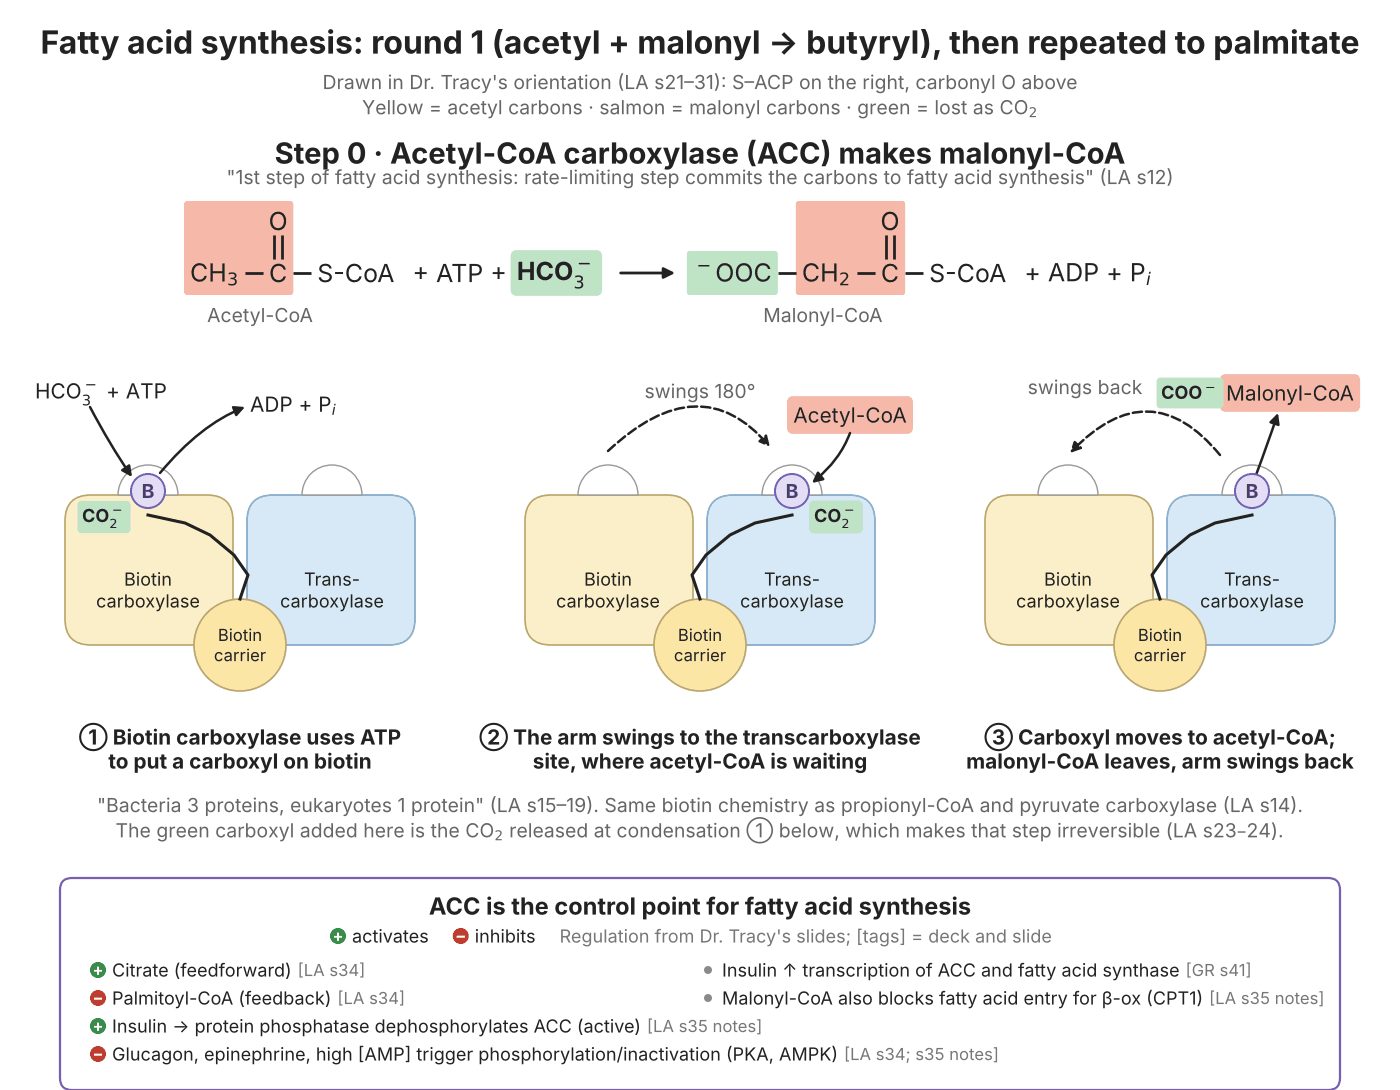 Fatty acid synthesis: round 1 (acetyl + malonyl → butyryl), then repeated to palmitate
Drawn in Dr. Tracy's orientation (LA s21–31): S–ACP on the right, carbonyl O above
Yellow = acetyl carbons · salmon = malonyl carbons · green = lost as CO₂
Step 0 · Acetyl-CoA carboxylase (ACC) makes malonyl-CoA
"1st step of fatty acid synthesis: rate-limiting step commits the carbons to fatty acid synthesis" (LA s12)
O O
CH₃ — C — S-CoA + ATP + HCO₃⁻ → ⁻OOC — CH₂ — C — S-CoA + ADP + Pᵢ
Acetyl-CoA Malonyl-CoA
HCO₃⁻ + ATP
ADP + Pᵢ
B
CO₂⁻
Biotin
carboxylase
Trans-
carboxylase
Biotin
carrier
swings 180°
Acetyl-CoA
B
CO₂⁻
Biotin
carboxylase
Trans-
carboxylase
Biotin
carrier
swings back
COO⁻ Malonyl-CoA
B
Biotin
carboxylase
Trans-
carboxylase
Biotin
carrier
① Biotin carboxylase uses ATP
to put a carboxyl on biotin
② The arm swings to the transcarboxylase
site, where acetyl-CoA is waiting
③ Carboxyl moves to acetyl-CoA;
malonyl-CoA leaves, arm swings back
"Bacteria 3 proteins, eukaryotes 1 protein" (LA s15–19). Same biotin chemistry as propionyl-CoA and pyruvate carboxylase (LA s14).
The green carboxyl added here is the CO₂ released at condensation ① below, which makes that step irreversible (LA s23–24).
ACC is the control point for fatty acid synthesis
+ activates − inhibits Regulation from Dr. Tracy's slides; [tags] = deck and slide
+ Citrate (feedforward) [LA s34]
− Palmitoyl-CoA (feedback) [LA s34]
+ Insulin → protein phosphatase dephosphorylates ACC (active) [LA s35 notes]
− Glucagon, epinephrine, high [AMP] trigger phosphorylation/inactivation (PKA, AMPK) [LA s34; s35 notes]
• Insulin ↑ transcription of ACC and fatty acid synthase [GR s41]
• Malonyl-CoA also blocks fatty acid entry for β-ox (CPT1) [LA s35 notes]